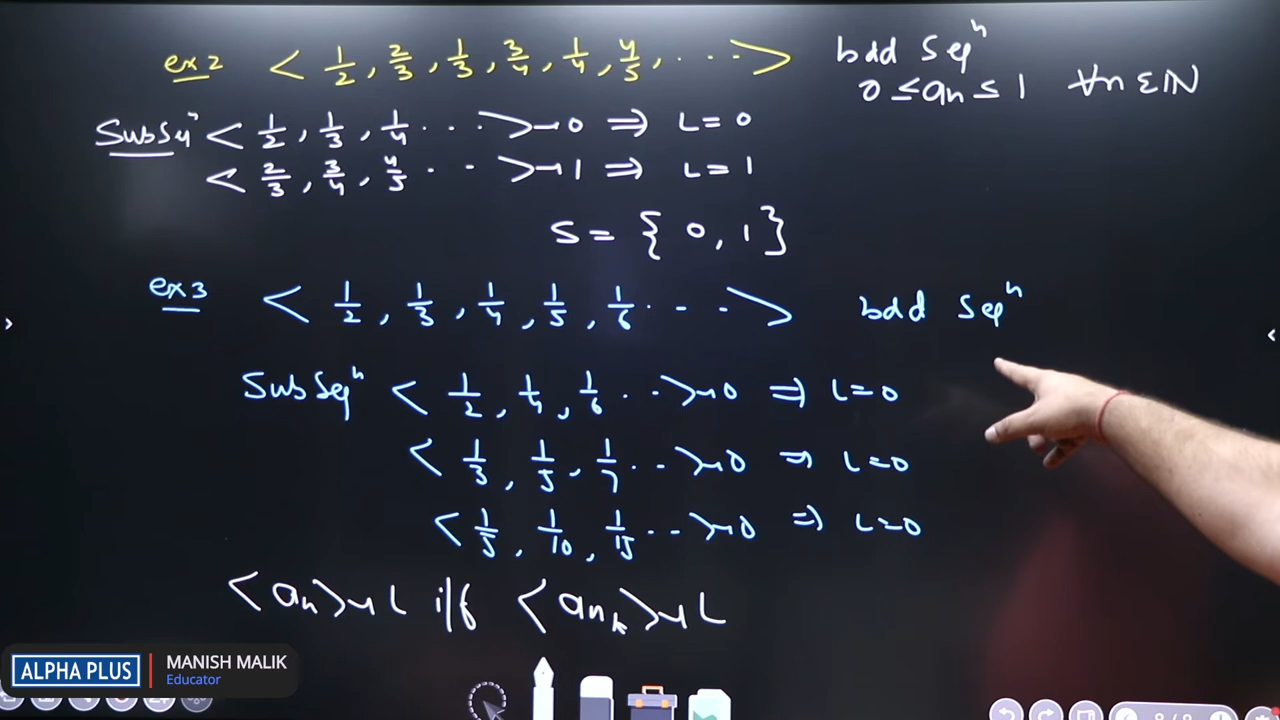 ex2 < 1/2, 2/3, 1/3, 3/4, 1/4, 4/5, ... > bdd Seqⁿ
0 ≤ an ≤ 1 ∀n ∈ IN
SubSqⁿ < 1/2, 1/3, 1/4 ... > → 0 ⇒ L = 0
< 2/3, 3/4, 4/5 ... > → 1 ⇒ L = 1
S = { 0, 1 }
ex3 < 1/2, 1/3, 1/4, 1/5, 1/6 ... > bdd Seqⁿ
SubSeqⁿ < 1/2, 1/4, 1/6 ... > → 0 ⇒ L = 0
< 1/3, 1/5, 1/7 ... > → 0 ⇒ L = 0
< 1/5, 1/10, 1/15 ... > → 0 ⇒ L = 0
< an > → L iff < ank > → L
ALPHA PLUS
MANISH MALIK
Educator